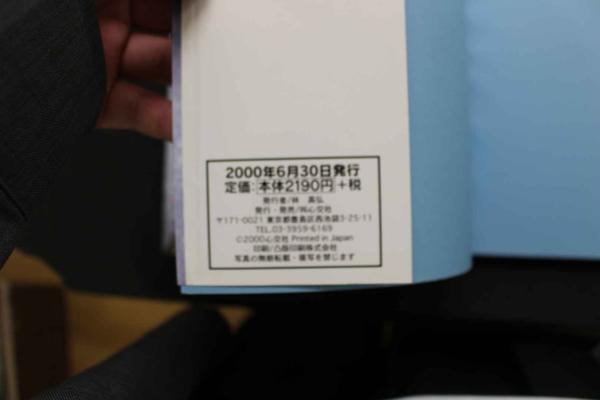 2000年6月30日発行
定価:本体2190円+税
発行者/林 真弘
発行・発売/㈱心交社
〒171-0021 東京都豊島区西池袋3-25-11
TEL.03-3959-6169
©2000心交社 Printed in Japan
印刷/凸版印刷株式会社
写真の無断転載・複写を禁じます